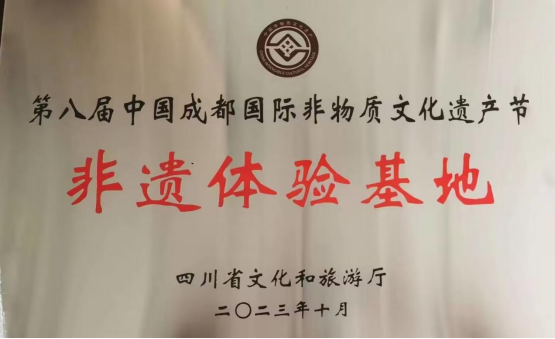 第八届中国成都国际非物质文化遗产节
非遗体验基地
四川省文化和旅游厅
二〇二三年十月